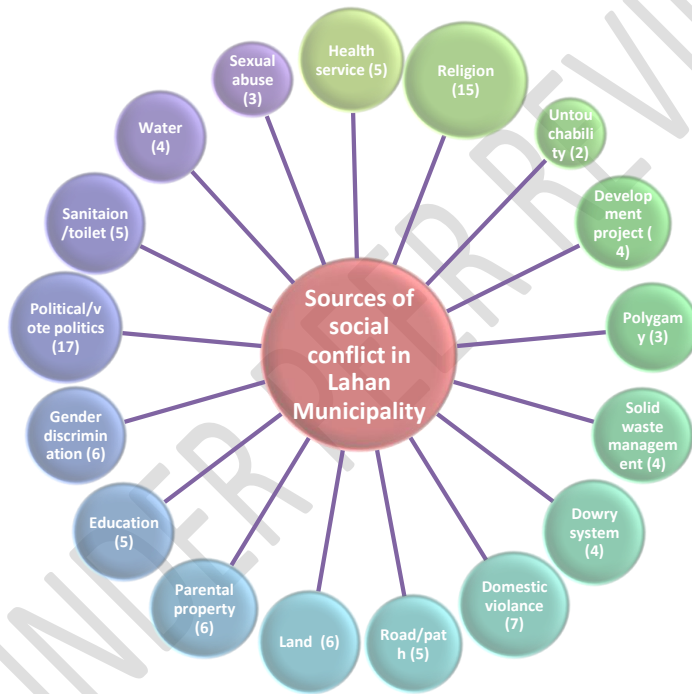 Sources of
social
conflict in
Lahan
Municipality
Health
service (5)
Religion
(15)
Untou
chabili
ty (2)
Develop
ment
project (
4)
Polygam
y (3)
Solid
waste
managem
ent (4)
Dowry
system
(4)
Domestic
violance
(7)
Road/pat
h (5)
Land (6)
Parental
property
(6)
Education
(5)
Gender
discrimin
ation (6)
Political/v
ote politics
(17)
Sanitaion
/toilet (5)
Water
(4)
Sexual
abuse
(3)
UNDER PEER REVIEW